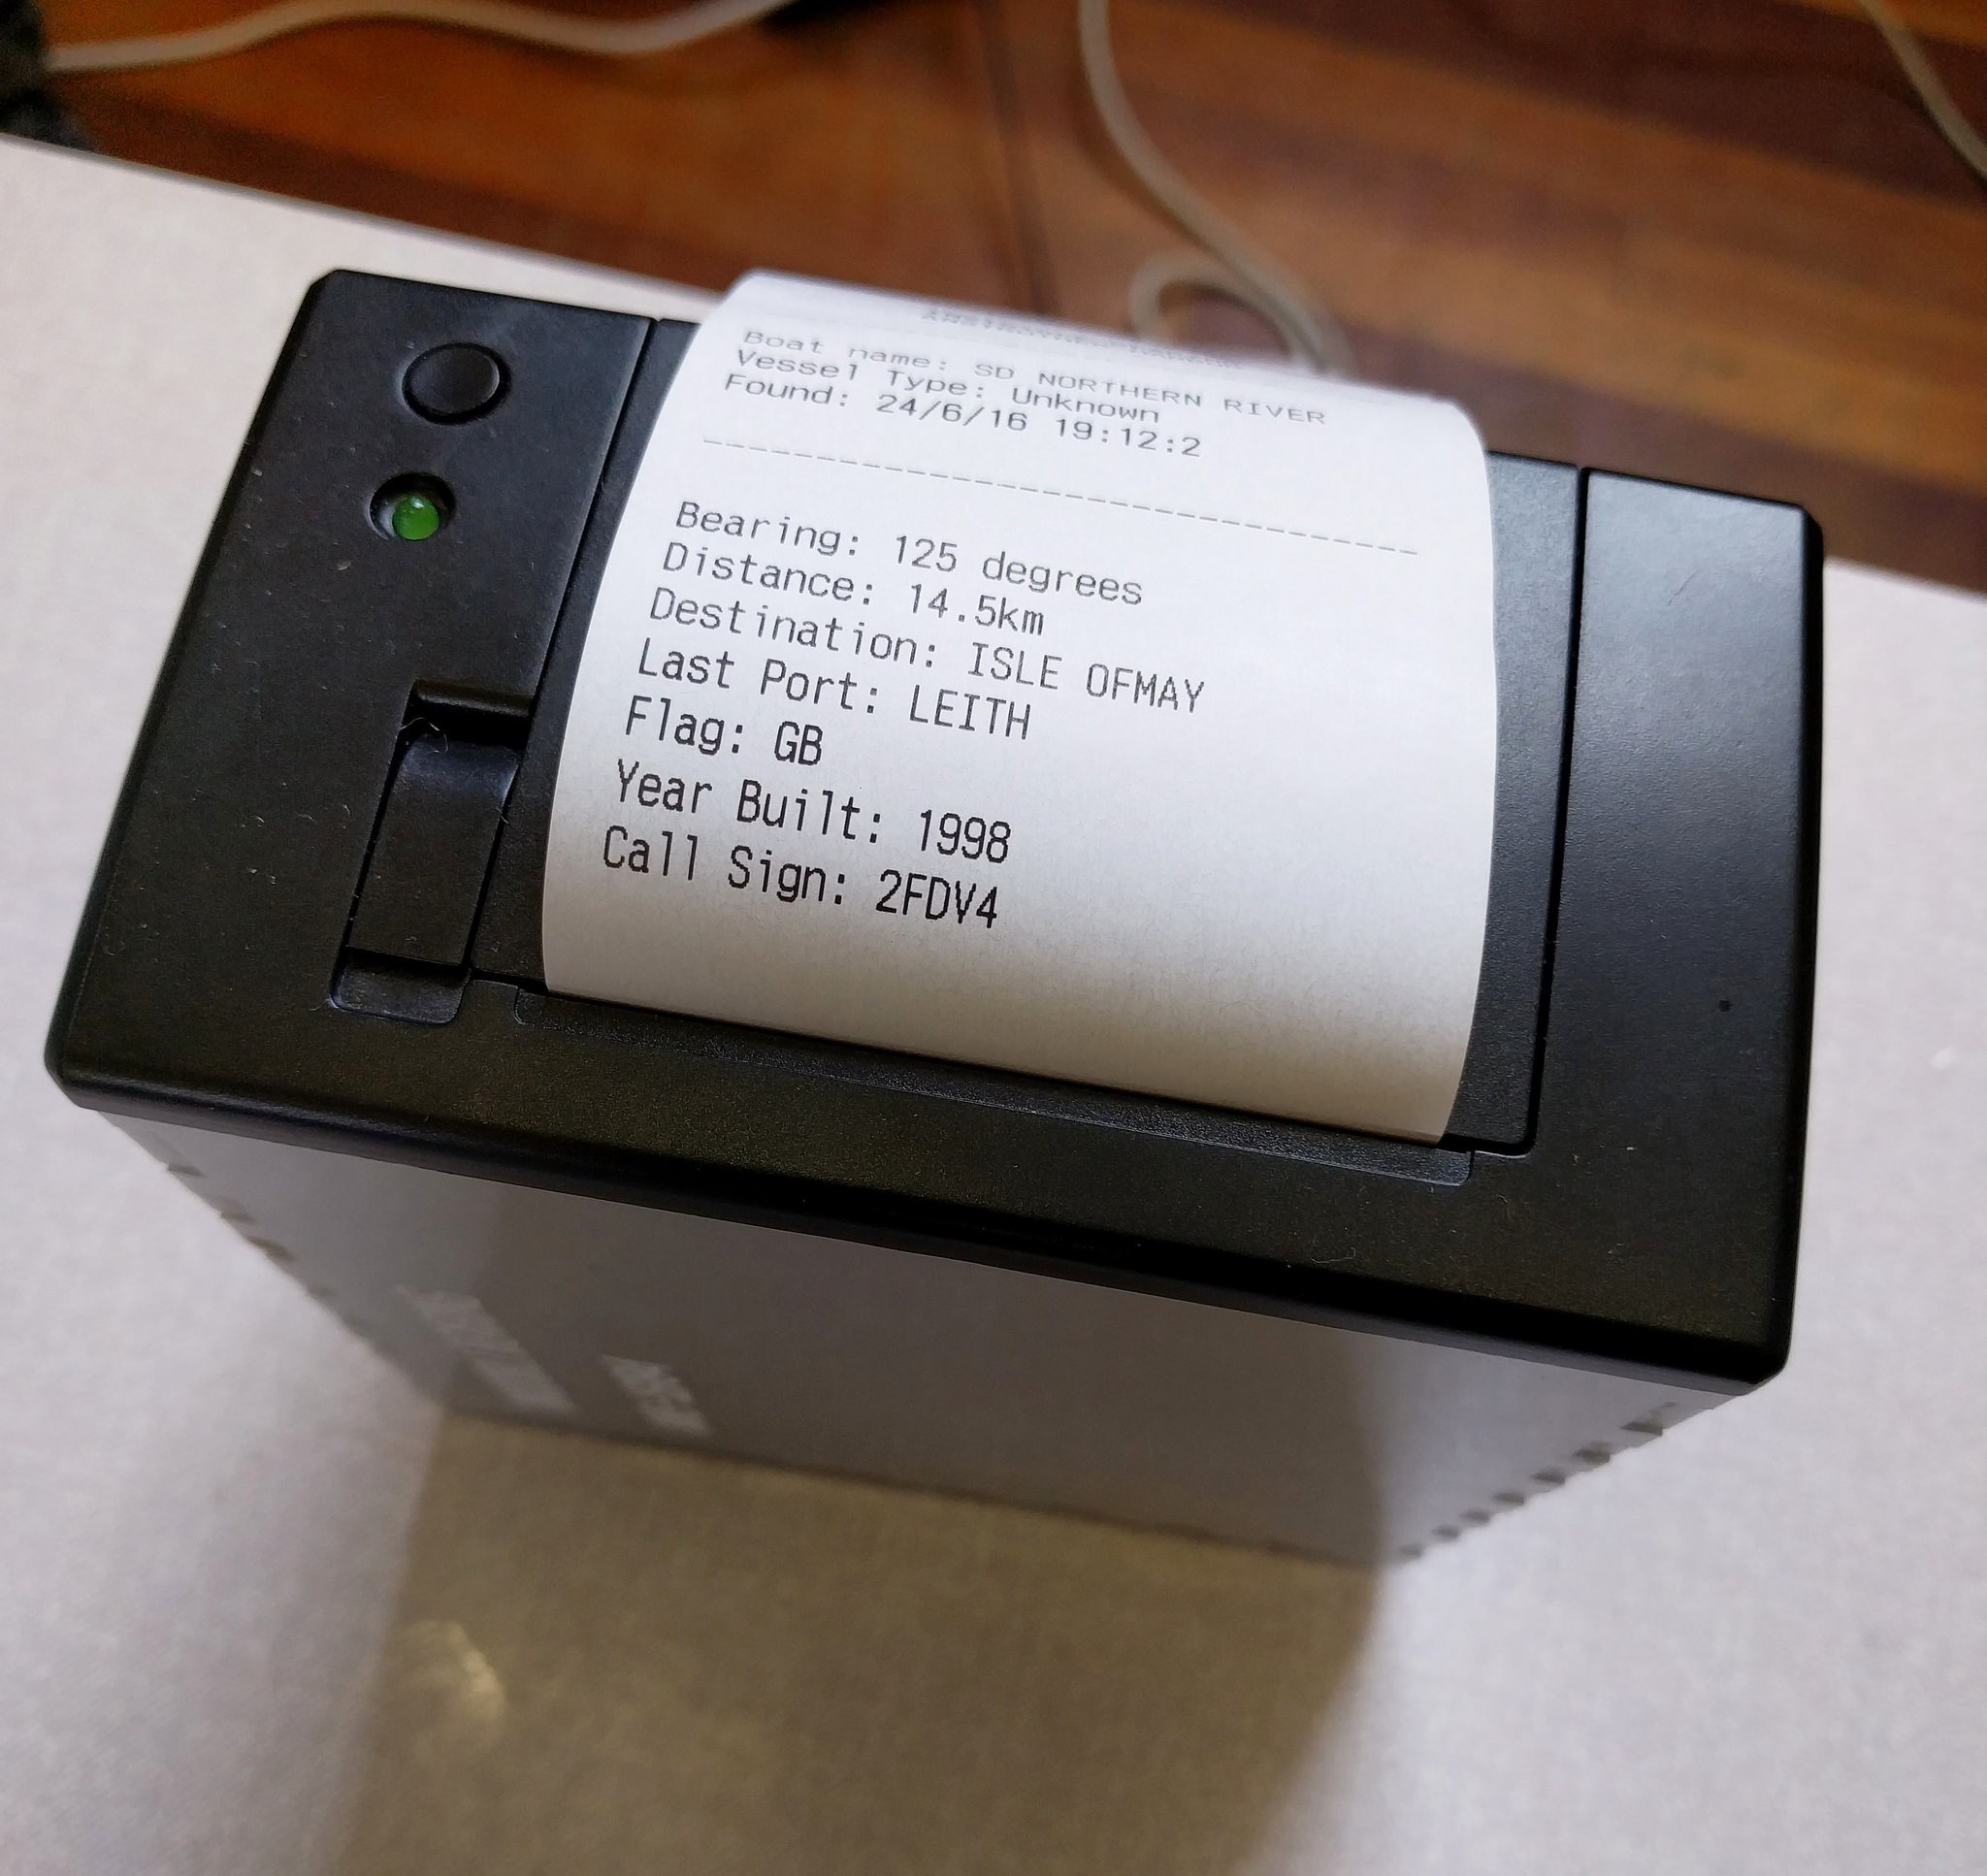 Boat name: SD NORTHERN RIVER
Vessel Type: Unknown
Found: 24/6/16 19:12:2
--------------------------------
Bearing: 125 degrees
Distance: 14.5km
Destination: ISLE OFMAY
Last Port: LEITH
Flag: GB
Year Built: 1998
Call Sign: 2FDV4